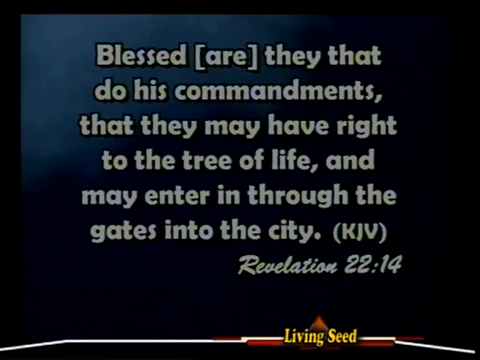 Blessed [are] they that
do his commandments,
that they may have right
to the tree of life, and
may enter in through the
gates into the city. (KJV)
Revelation 22:14
Living Seed